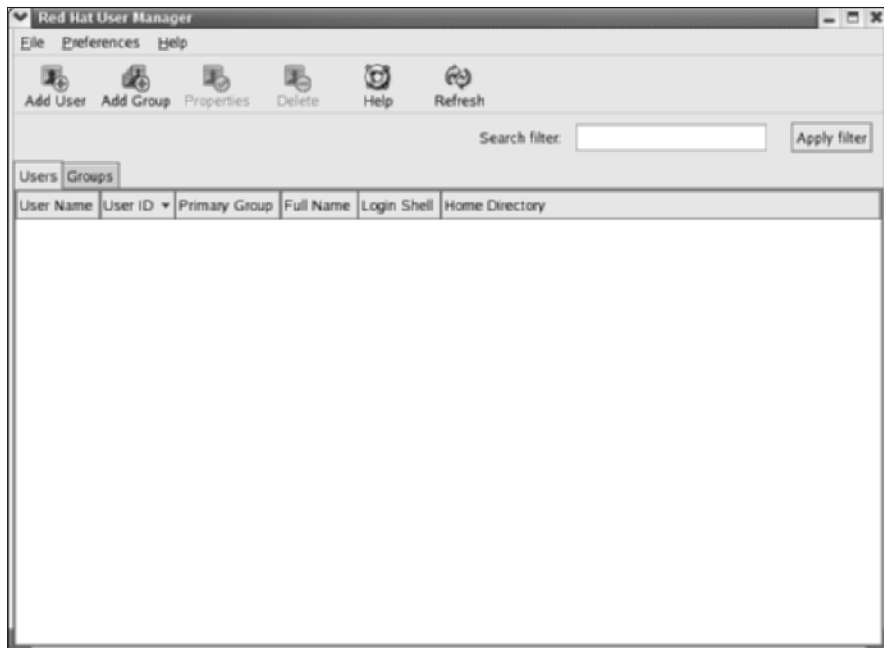 Red Hat User Manager
File Preferences Help
Add User Add Group Properties Delete Help Refresh
Search filter: Apply filter
Users Groups
User Name User ID Primary Group Full Name Login Shell Home Directory